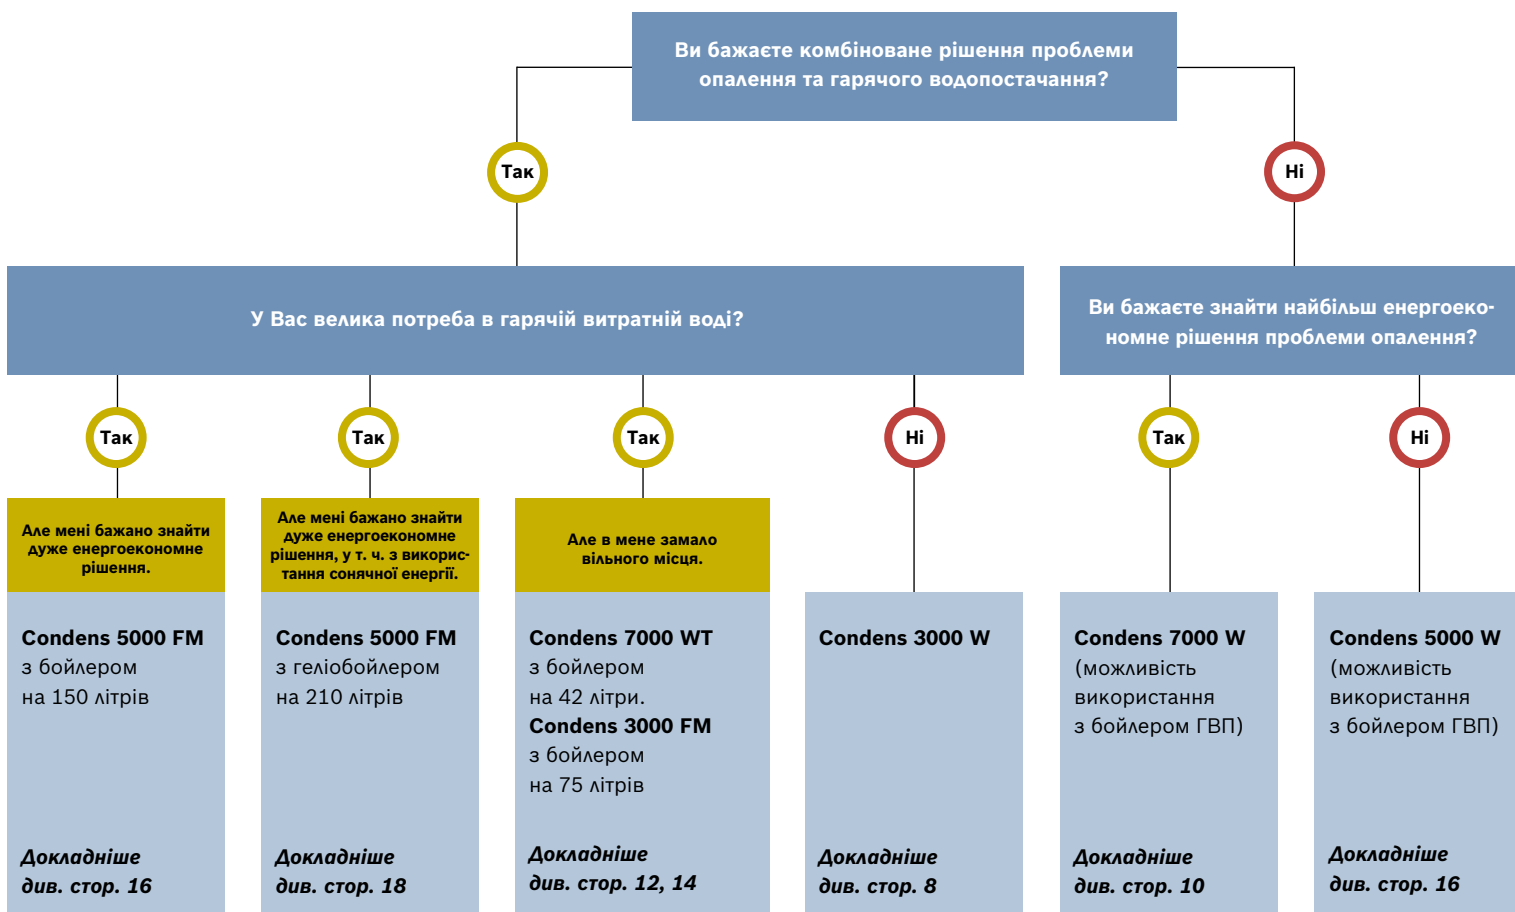 Ви бажаєте комбіноване рішення проблеми
опалення та гарячого водопостачання?
Так
Ні
У Вас велика потреба в гарячій витратній воді?
Ви бажаєте знайти найбільш енергоеко-
номне рішення проблеми опалення?
Так
Так
Так
Ні
Так
Ні
Але мені бажано знайти
дуже енергоекономне
рішення.
Condens 5000 FM
з бойлером
на 150 літрів
Докладніше
див. стор. 16
Але мені бажано знайти
дуже енергоекономне
рішення, у т. ч. з викорис-
тання сонячної енергії.
Condens 5000 FM
з геліобойлером
на 210 літрів
Докладніше
див. стор. 18
Але в мене замало
вільного місця.
Condens 7000 WT
з бойлером
на 42 літри.
Condens 3000 FM
з бойлером
на 75 літрів
Докладніше
див. стор. 12, 14
Condens 3000 W
Докладніше
див. стор. 8
Condens 7000 W
(можливість
використання
з бойлером ГВП)
Докладніше
див. стор. 10
Condens 5000 W
(можливість
використання
з бойлером ГВП)
Докладніше
див. стор. 16